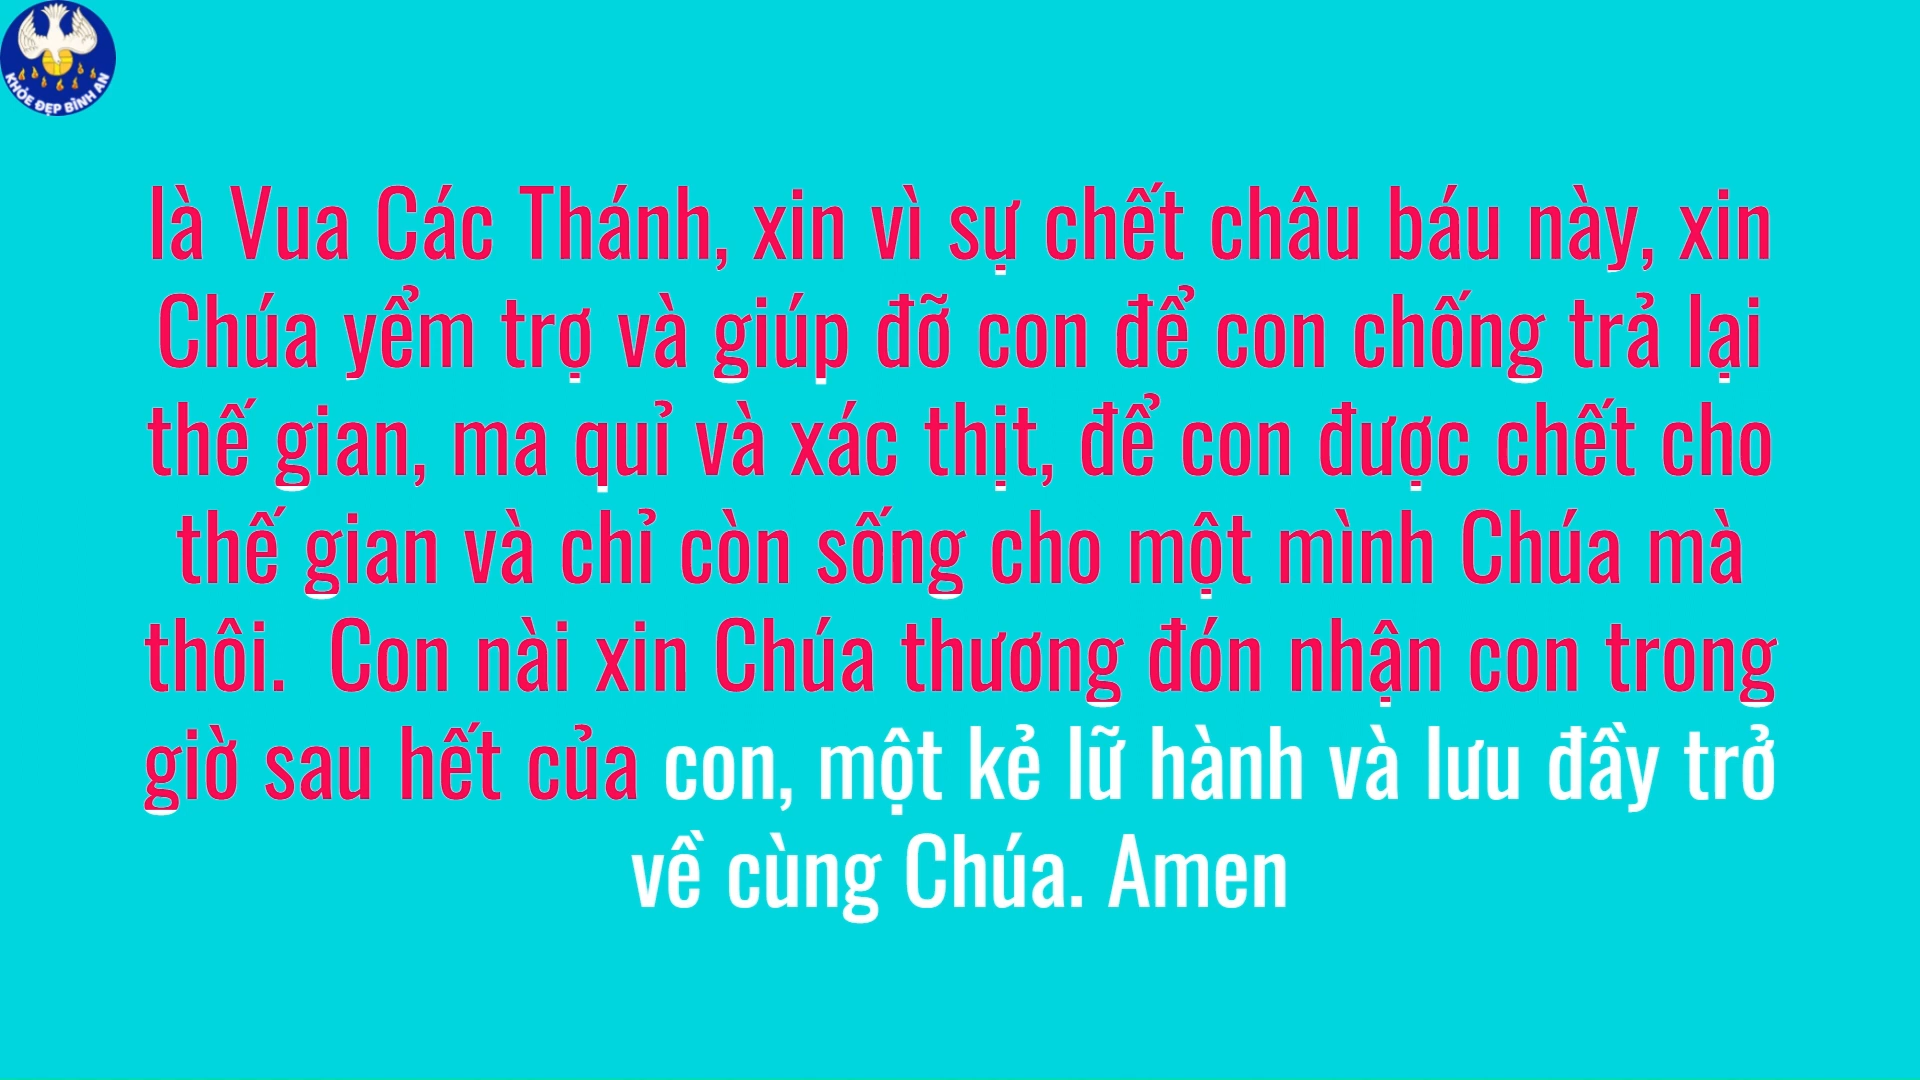 KHỎE ĐẸP BÌNH AN
là Vua Các Thánh, xin vì sự chết châu báu này, xin
Chúa yểm trợ và giúp đỡ con để con chống trả lại
thế gian, ma quỉ và xác thịt, để con được chết cho
thế gian và chỉ còn sống cho một mình Chúa mà
thôi.  Con nài xin Chúa thương đón nhận con trong
giờ sau hết của con, một kẻ lữ hành và lưu đầy trở
về cùng Chúa. Amen